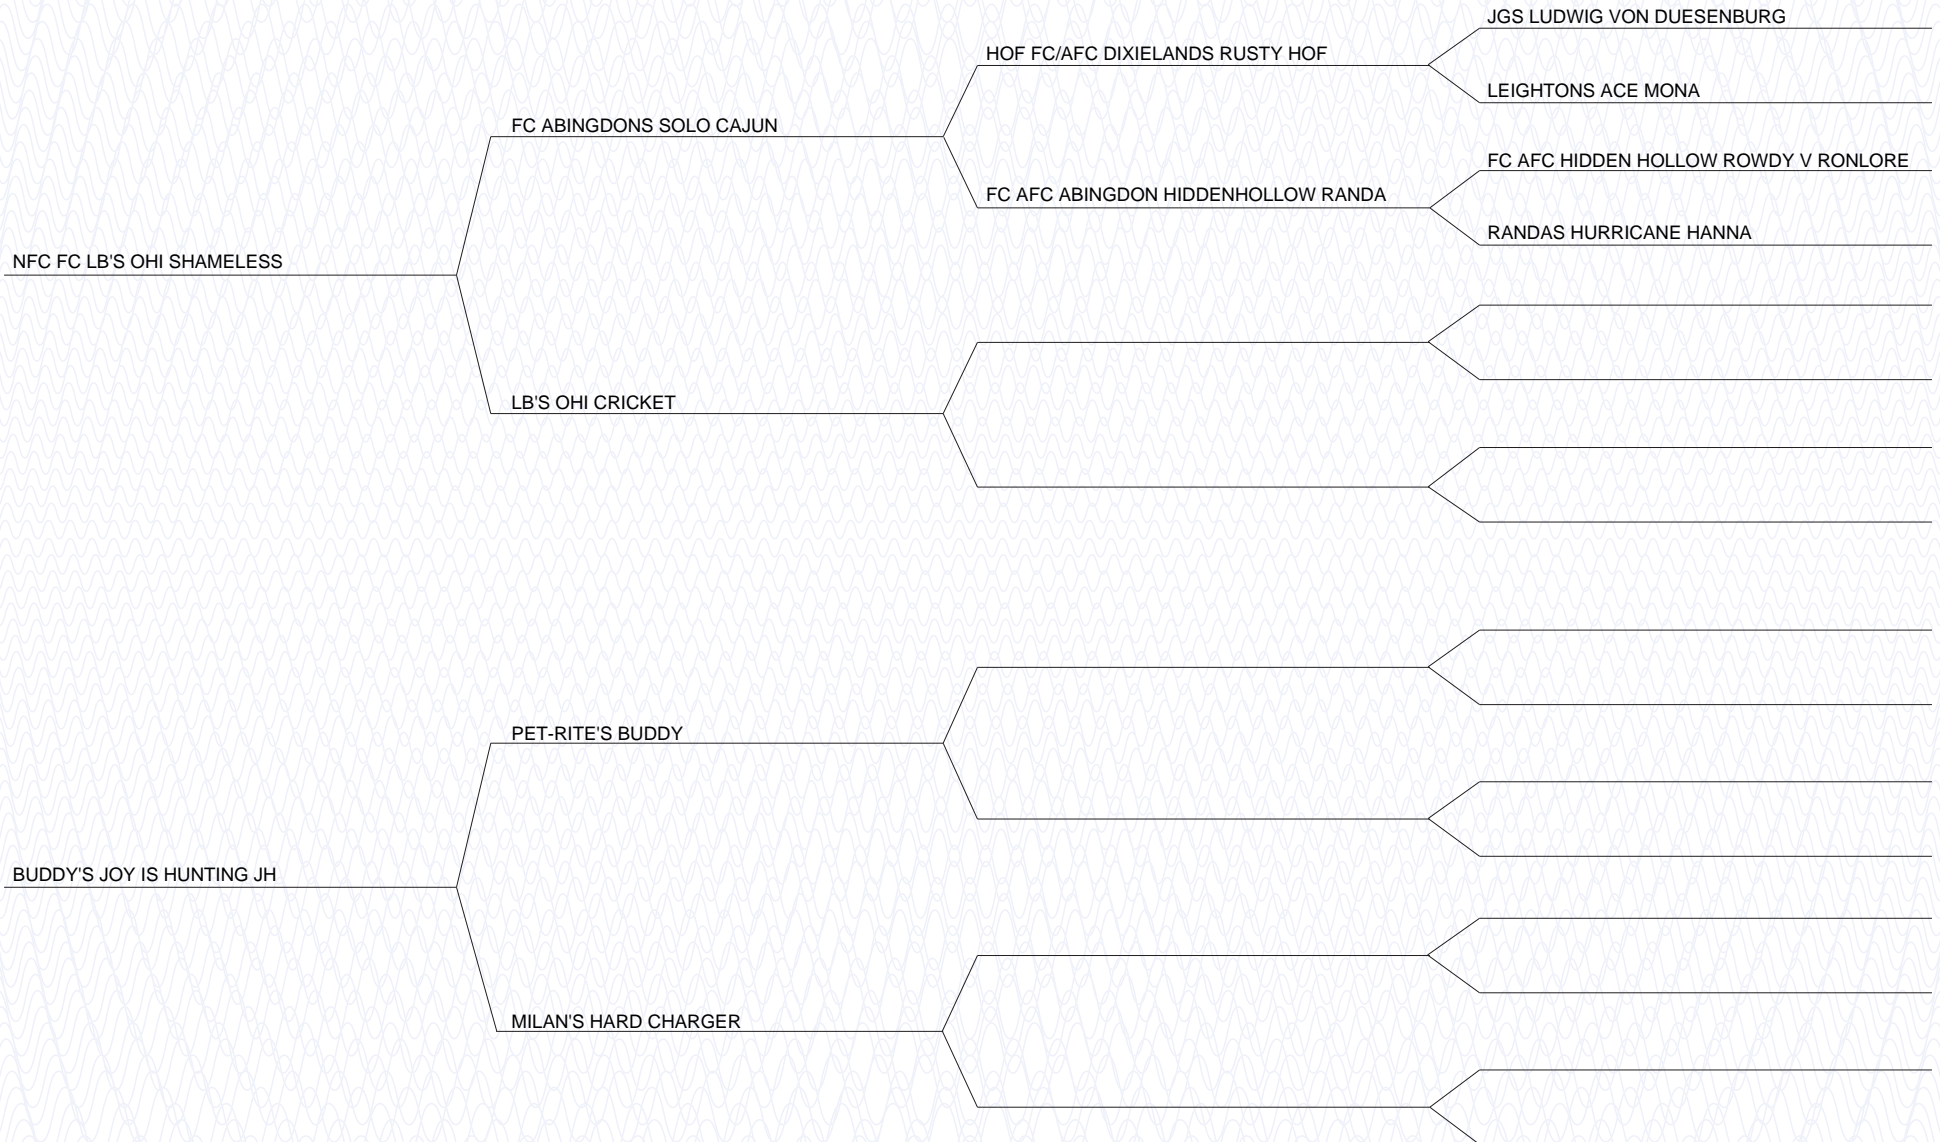 JGS LUDWIG VON DUESENBURG
HOF FC/AFC DIXIELANDS RUSTY HOF
LEIGHTONS ACE MONA
FC ABINGDONS SOLO CAJUN
FC AFC HIDDEN HOLLOW ROWDY V RONLORE
FC AFC ABINGDON HIDDENHOLLOW RANDA
RANDAS HURRICANE HANNA
NFC FC LB'S OHI SHAMELESS
LB'S OHI CRICKET
PET-RITE'S BUDDY
BUDDY'S JOY IS HUNTING JH
MILAN'S HARD CHARGER